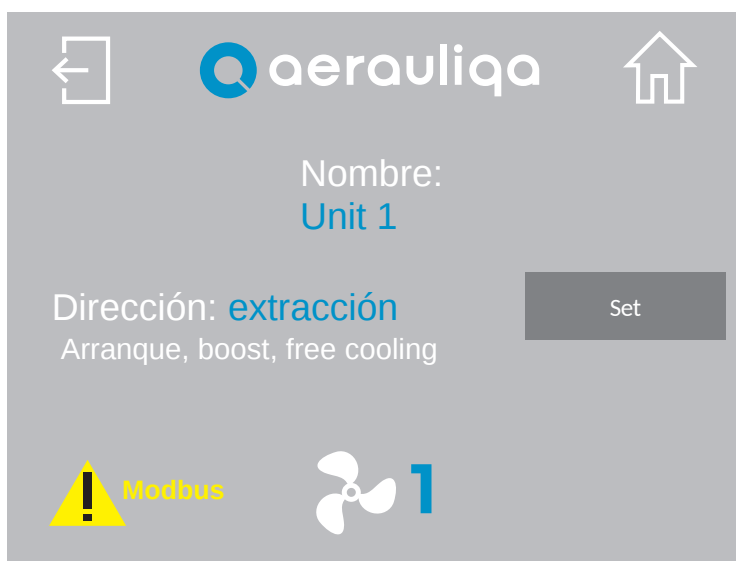 aerauliqa
Nombre:
Unit 1
Dirección: extracción
Set
Arranque, boost, free cooling
Modbus
1